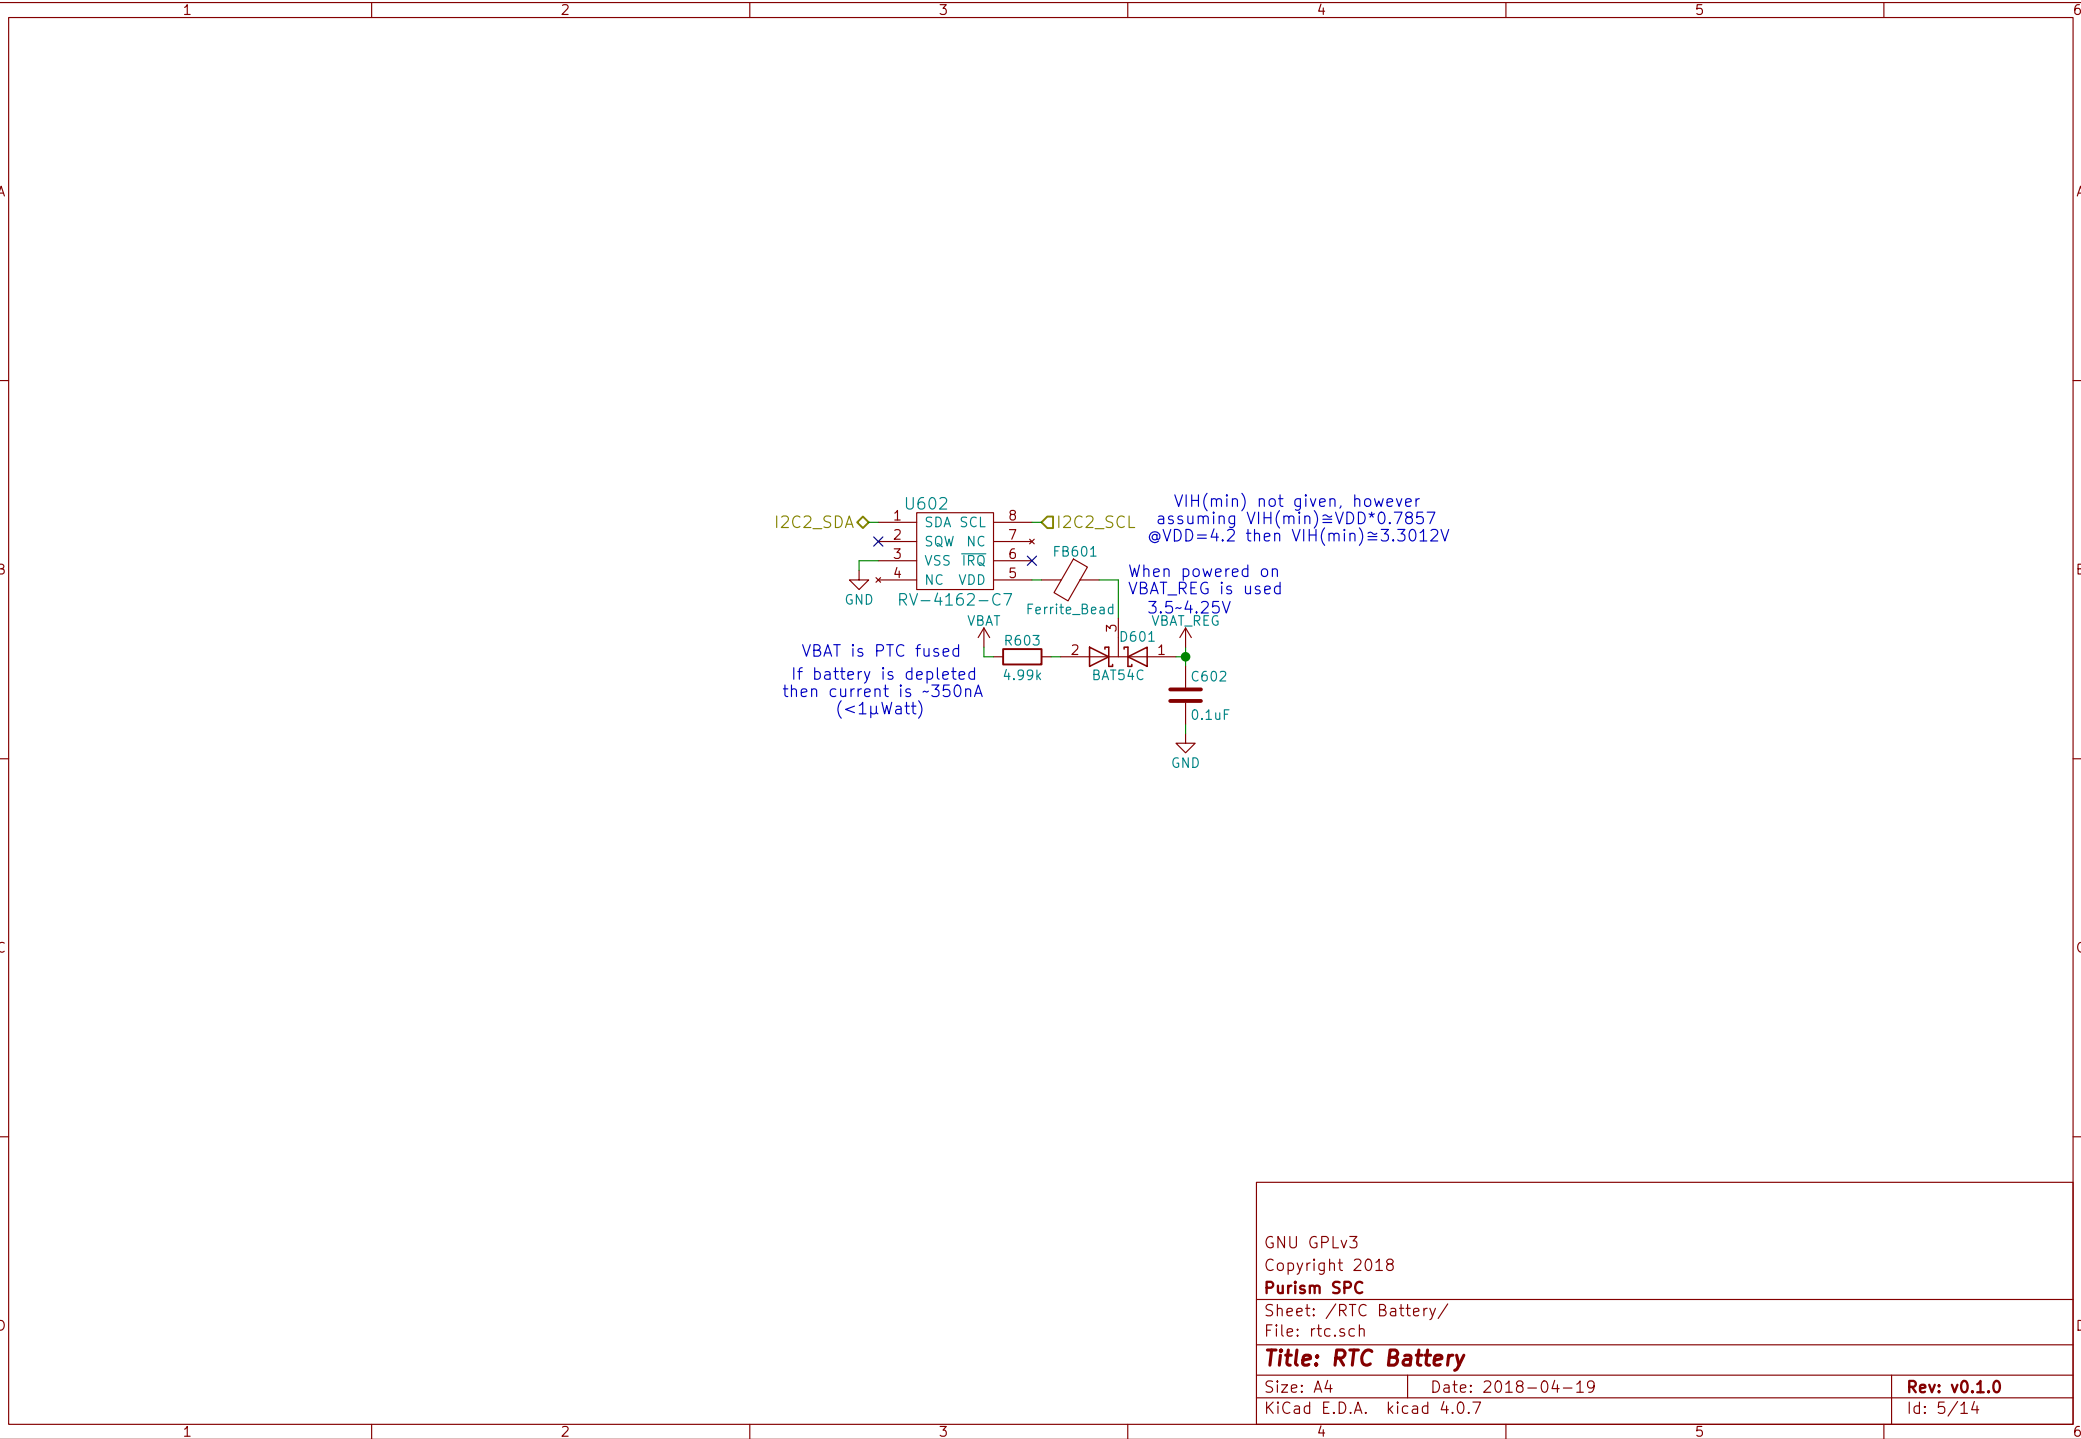 1 2 3 4 5 6
A A
B B
C C
D D
U602
I2C2_SDA 1 SDA SCL 8 I2C2_SCL
2 SQW NC 7
3 VSS IRQ 6
4 NC VDD 5
GND
RV-4162-C7
FB601
Ferrite_Bead
VIH(min) not given, however
assuming VIH(min)≅VDD*0.7857
@VDD=4.2 then VIH(min)≅3.3012V
When powered on
VBAT_REG is used
3.5~4.25V
VBAT_REG
VBAT
R603
4.99k
3
D601
2 1
BAT54C
VBAT is PTC fused
If battery is depleted
then current is ~350nA
(<1µWatt)
C602
0.1uF
GND
GNU GPLv3
Copyright 2018
Purism SPC
Sheet: /RTC Battery/
File: rtc.sch
Title: RTC Battery
Size: A4 Date: 2018-04-19 Rev: v0.1.0
KiCad E.D.A. kicad 4.0.7 Id: 5/14
1 2 3 4 5 6